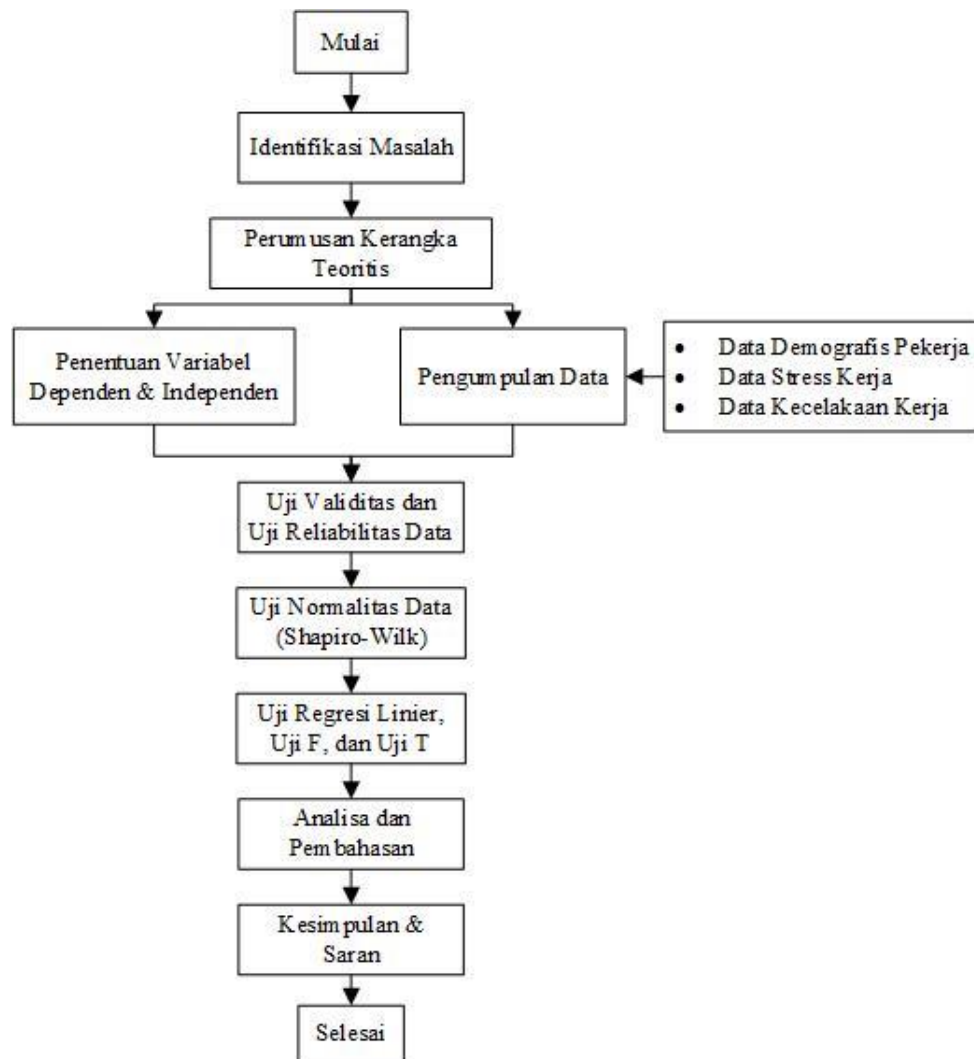 Mulai
Identifikasi Masalah
Perumusan Kerangka
Teoritis
Penentuan Variabel
Dependen & Independen
Pengumpulan Data
• Data Demografis Pekerja
• Data Stress Kerja
• Data Kecelakaan Kerja
Uji Validitas dan
Uji Reliabilitas Data
Uji Normalitas Data
(Shapiro-Wilk)
Uji Regresi Linier,
Uji F, dan Uji T
Analisa dan
Pembahasan
Kesimpulan &
Saran
Selesai